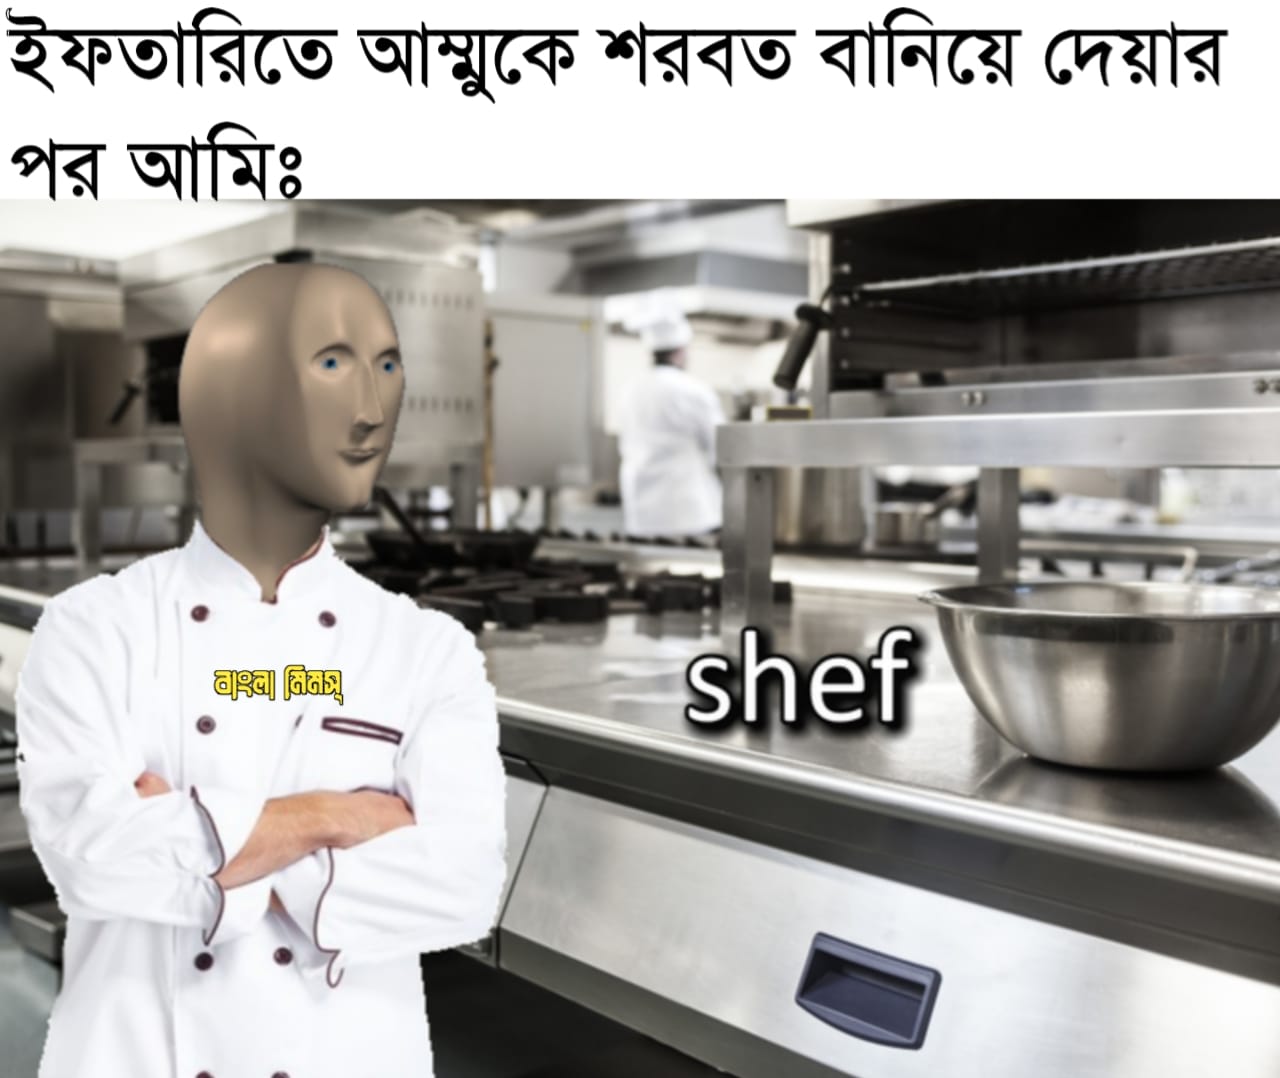 ইফতারিতে আম্মুকে শরবত বানিয়ে দেয়ার
পর আমিঃ
বাংলা মিমস্
shef